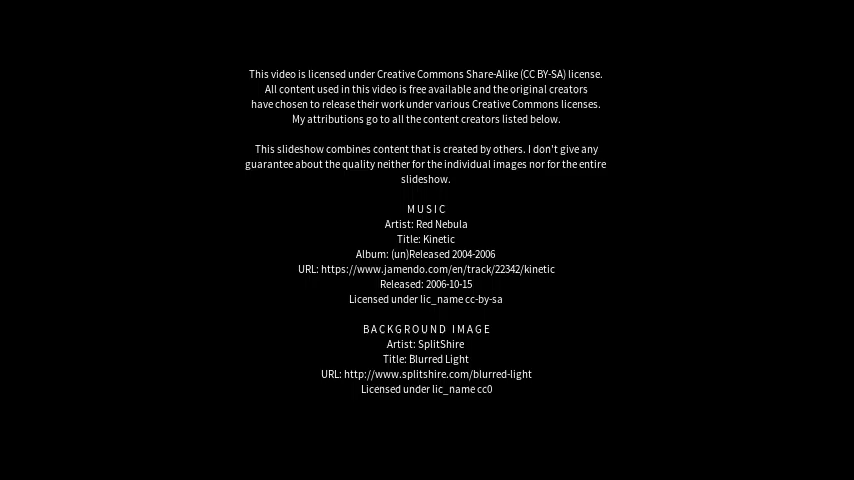 This video is licensed under Creative Commons Share-Alike (CC BY-SA) license.
All content used in this video is free available and the original creators
have chosen to release their work under various Creative Commons licenses.
My attributions go to all the content creators listed below.
This slideshow combines content that is created by others. I don't give any
guarantee about the quality neither for the individual images nor for the entire
slideshow.
MUSIC
Artist: Red Nebula
Title: Kinetic
Album: (un)Released 2004-2006
URL: https://www.jamendo.com/en/track/22342/kinetic
Released: 2006-10-15
Licensed under lic_name cc-by-sa
BACKGROUND IMAGE
Artist: SplitShire
Title: Blurred Light
URL: http://www.splitshire.com/blurred-light
Licensed under lic_name cc0